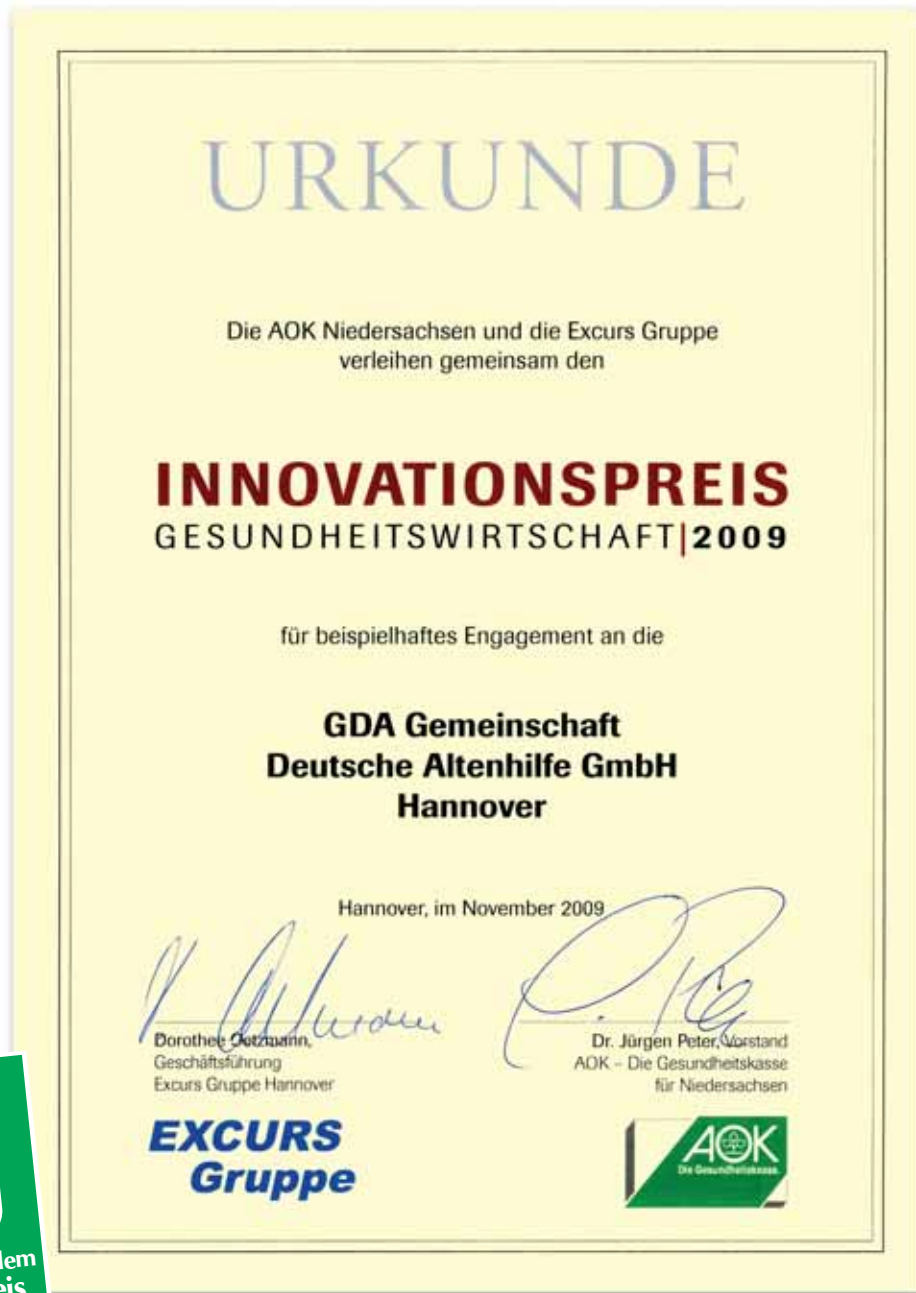 URKUNDE
Die AOK Niedersachsen und die Excurs Gruppe
verleihen gemeinsam den
INNOVATIONSPREIS
GESUNDHEITSWIRTSCHAFT|2009
für beispielhaftes Engagement an die
GDA Gemeinschaft
Deutsche Altenhilfe GmbH
Hannover
Hannover, im November 2009
Dorothee
Geschäftsführung
Excurs Gruppe Hannover
Dr. Jürgen Peter, Vorstand
AOK – Die Gesundheitskasse
für Niedersachsen
EXCURS
Gruppe
AOK
Die Gesundheitskasse.